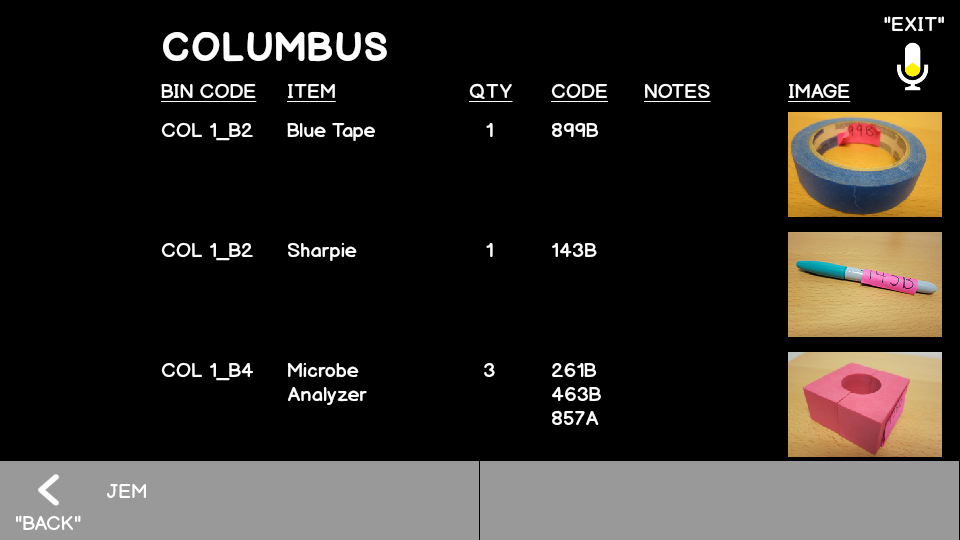 "EXIT"
COLUMBUS
BIN CODE ITEM QTY CODE NOTES IMAGE
COL 1_B2 Blue Tape 1 899B
COL 1_B2 Sharpie 1 143B
143B
COL 1_B4 Microbe 3 261B
Analyzer 463B
857A
JEM
"BACK"